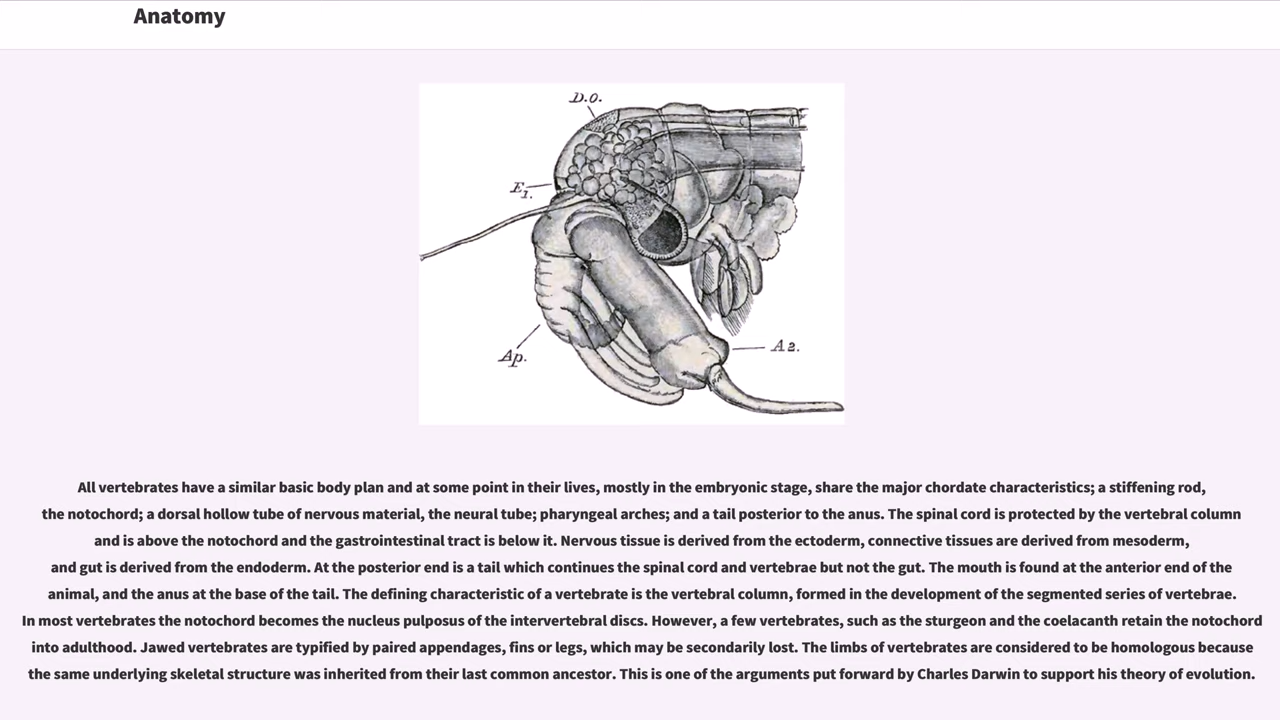 Anatomy
D.O.
E1.
Ap.
A2.
All vertebrates have a similar basic body plan and at some point in their lives, mostly in the embryonic stage, share the major chordate characteristics; a stiffening rod,
the notochord; a dorsal hollow tube of nervous material, the neural tube; pharyngeal arches; and a tail posterior to the anus. The spinal cord is protected by the vertebral column
and is above the notochord and the gastrointestinal tract is below it. Nervous tissue is derived from the ectoderm, connective tissues are derived from mesoderm,
and gut is derived from the endoderm. At the posterior end is a tail which continues the spinal cord and vertebrae but not the gut. The mouth is found at the anterior end of the
animal, and the anus at the base of the tail. The defining characteristic of a vertebrate is the vertebral column, formed in the development of the segmented series of vertebrae.
In most vertebrates the notochord becomes the nucleus pulposus of the intervertebral discs. However, a few vertebrates, such as the sturgeon and the coelacanth retain the notochord
into adulthood. Jawed vertebrates are typified by paired appendages, fins or legs, which may be secondarily lost. The limbs of vertebrates are considered to be homologous because
the same underlying skeletal structure was inherited from their last common ancestor. This is one of the arguments put forward by Charles Darwin to support his theory of evolution.